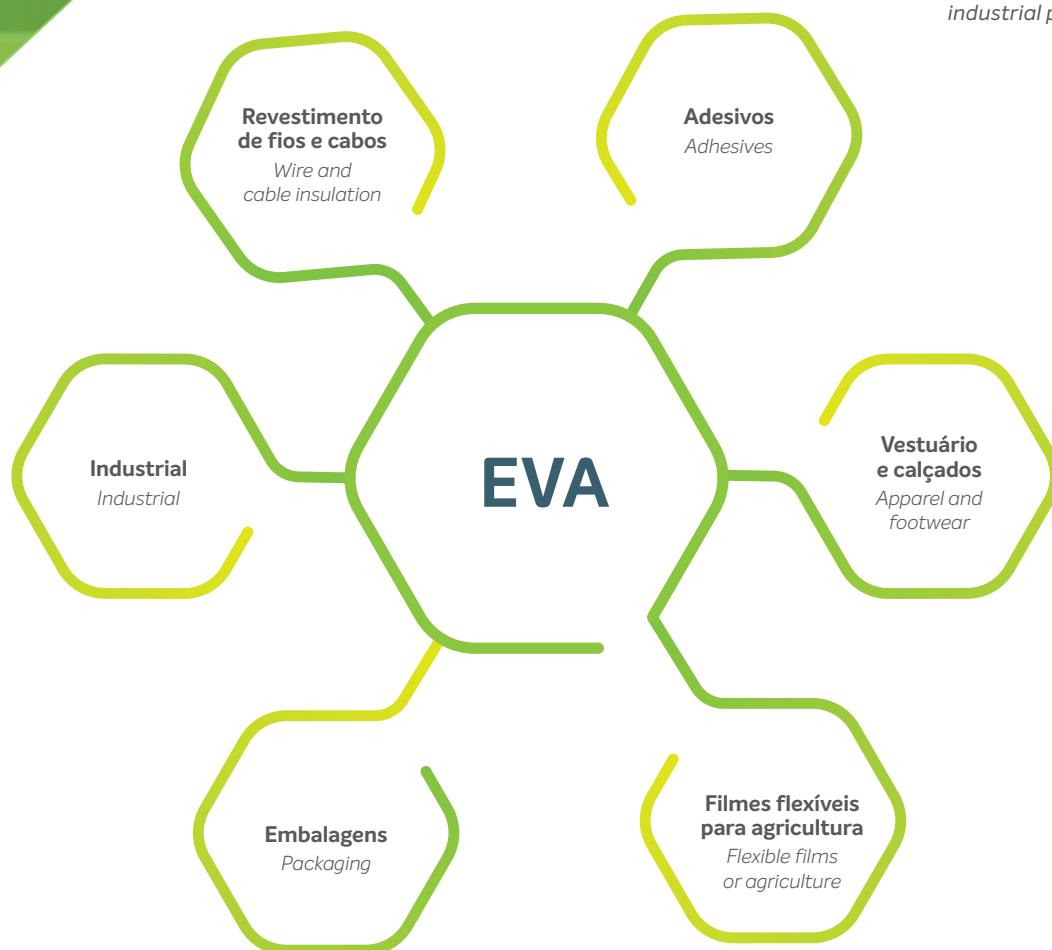 industrial p
Revestimento
de fios e cabos
Wire and
cable insulation
Adesivos
Adhesives
Industrial
Industrial
EVA
Vestuário
e calçados
Apparel and
footwear
Embalagens
Packaging
Filmes flexíveis
para agricultura
Flexible films
or agriculture